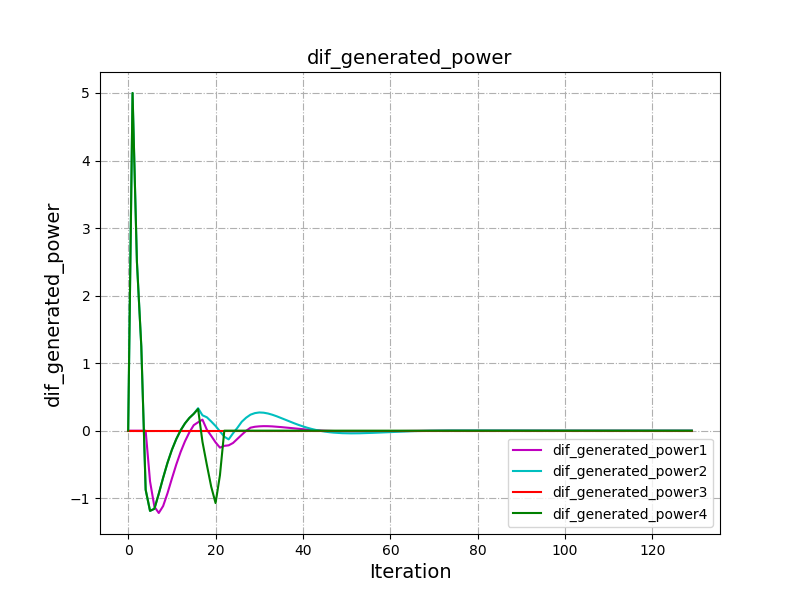 dif_generated_power
dif_generated_power
5
4
3
2
1
0
−1
0
20
40
60
80
100
120
Iteration
dif_generated_power1
dif_generated_power2
dif_generated_power3
dif_generated_power4